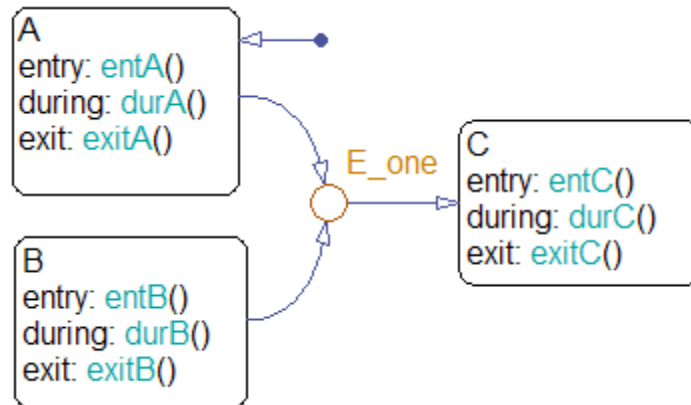 A
entry: entA()
during: durA()
exit: exitA()
E_one
C
entry: entC()
during: durC()
exit: exitC()
B
entry: entB()
during: durB()
exit: exitB()